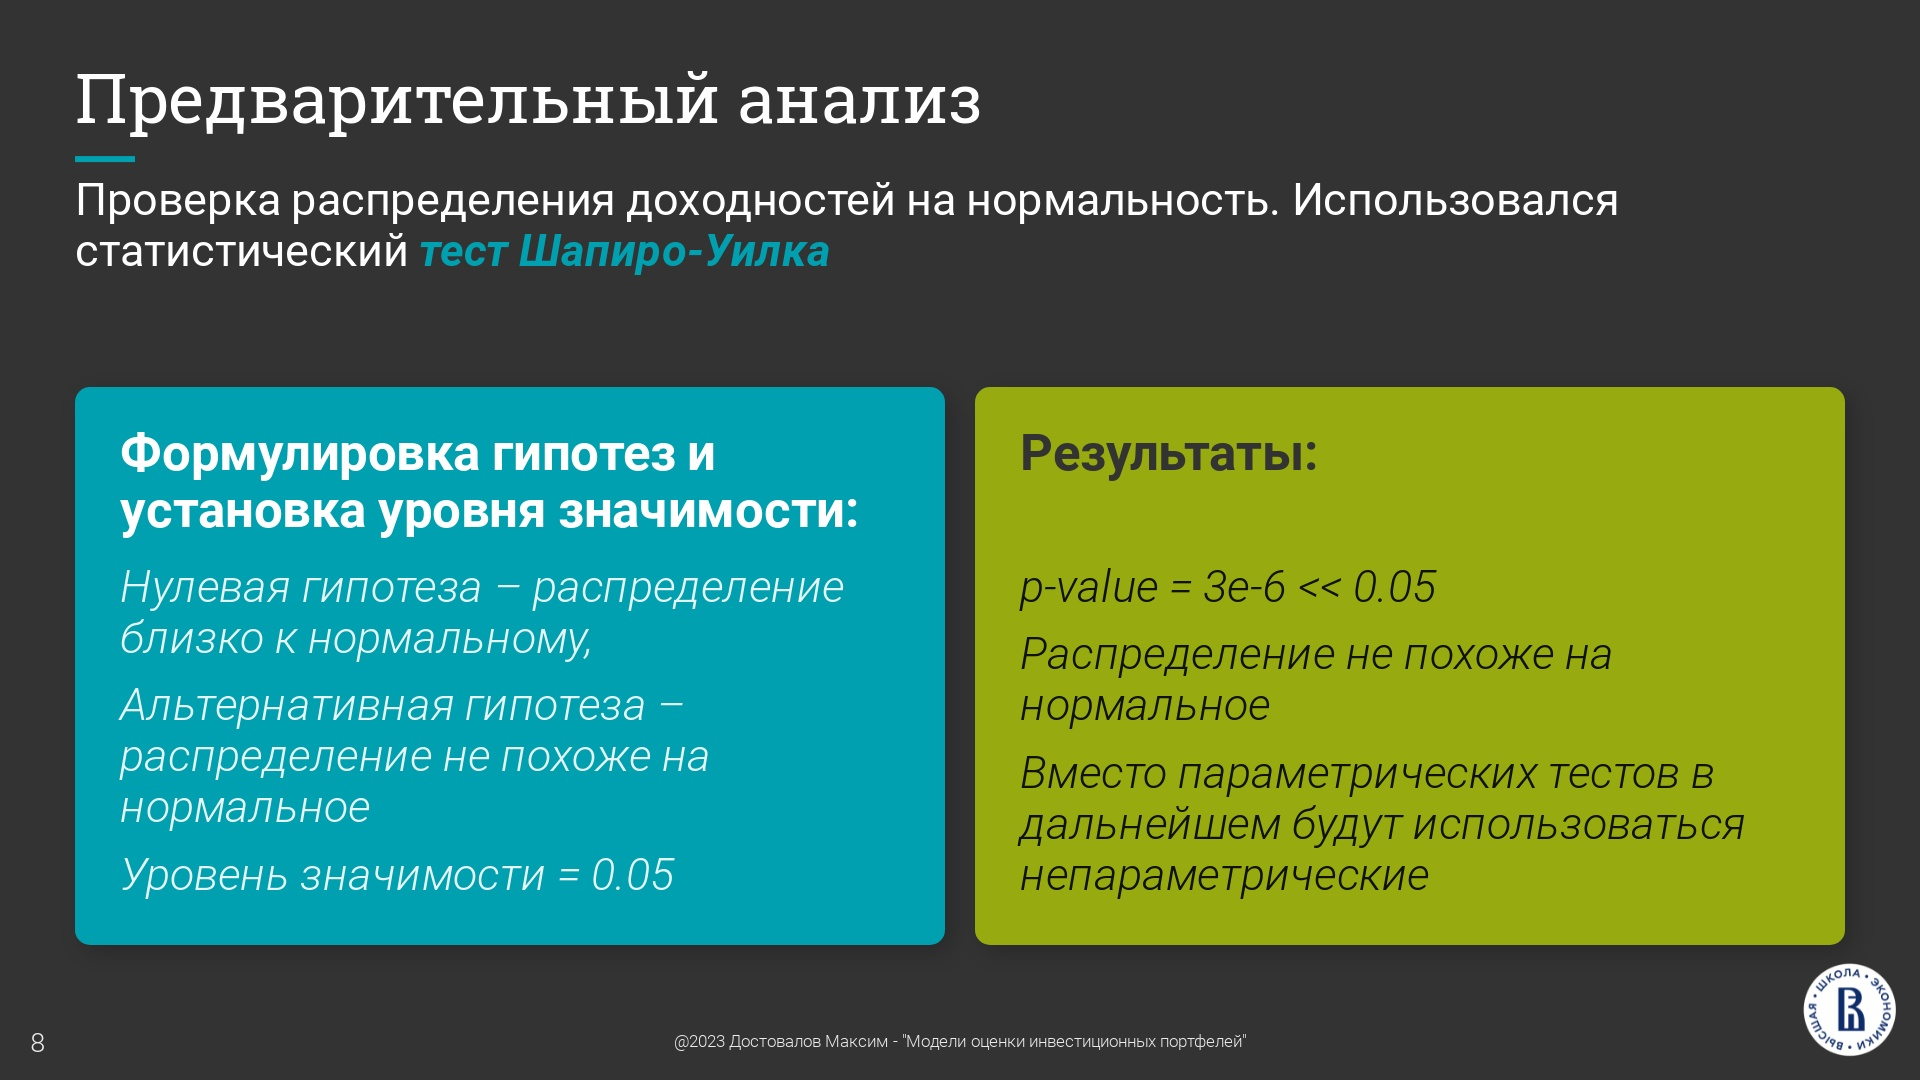 Предварительный анализ
Проверка распределения доходностей на нормальность. Использовался
статистический тест Шапиро-Уилка
Формулировка гипотез и
установка уровня значимости:
Нулевая гипотеза – распределение
близко к нормальному,
Альтернативная гипотеза –
распределение не похоже на
нормальное
Уровень значимости = 0.05
Результаты:
p-value = 3e-6 << 0.05
Распределение не похоже на
нормальное
Вместо параметрических тестов в
дальнейшем будут использоваться
непараметрические
ВЫСШАЯ • ШКОЛА • ЭКОНОМИКИ •
8
@2023 Достовалов Максим - "Модели оценки инвестиционных портфелей"